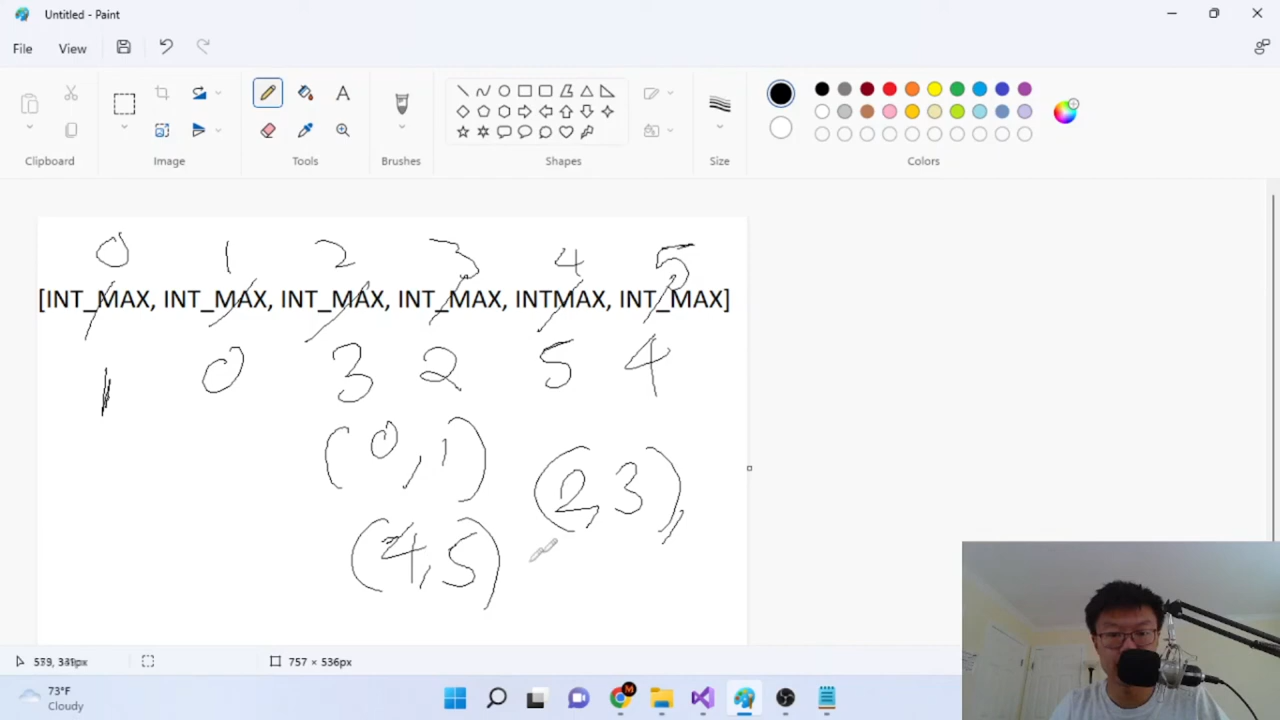 Untitled - Paint
File View
Clipboard Image Tools Brushes Shapes Size Colors
0 1 2 3 4 5
[INT_MAX, INT_MAX, INT_MAX, INT_MAX, INTMAX, INT_MAX]
1 0 3 2 5 4
(0,1)
(2,3),
(4,5)
757 × 536px
73°F
Cloudy